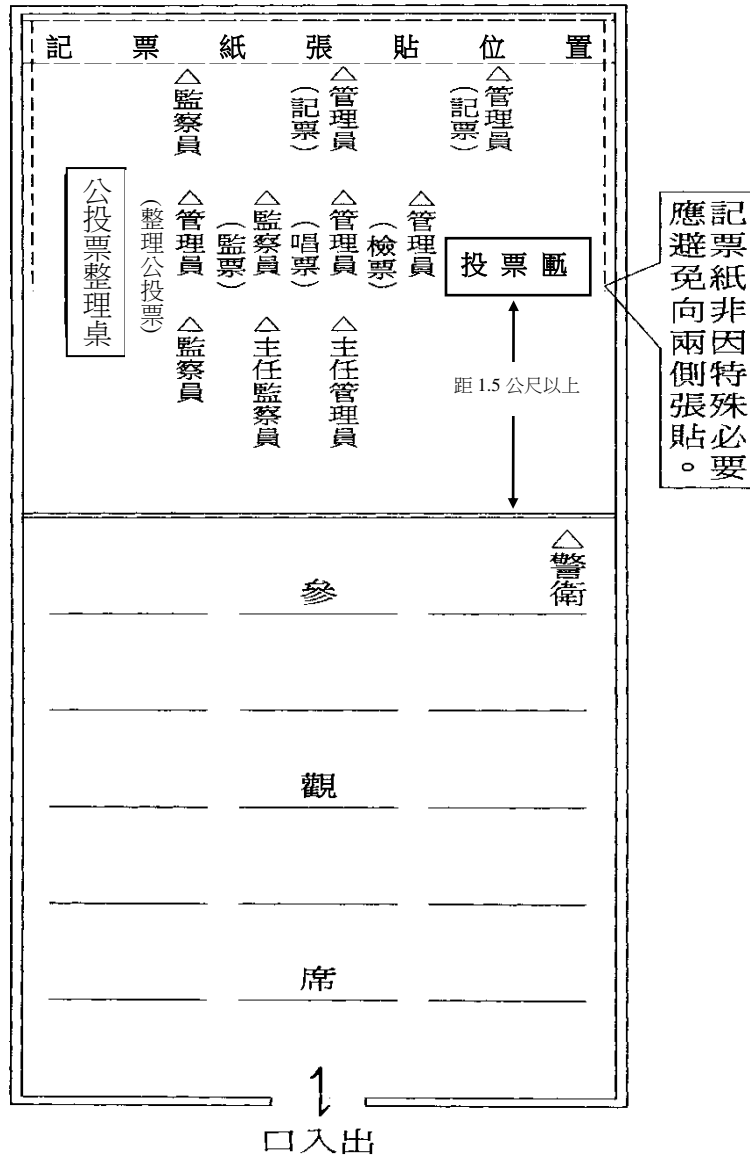 記票紙張貼位置
△管理員
(記票)
△管理員
(記票)
△監察員
△管理員
(檢票)
△管理員
(唱票)
△監察員
(監票)
△管理員
(整理公投票)
公投票整理桌
投票匭
△主任管理員
△主任監察員
△監察員
距 1.5 公尺以上
記票紙非因特殊必要
應避免向兩側張貼。
△警衛
參
觀
席
口入出